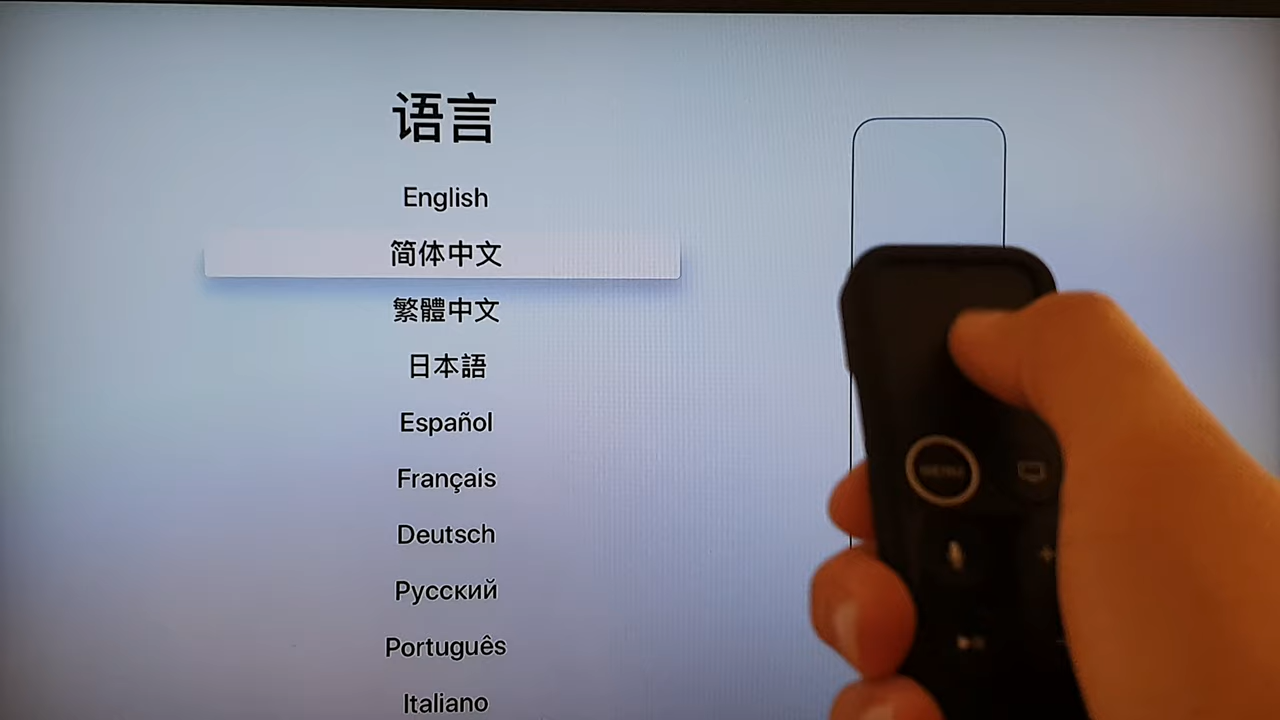 语言
English
简体中文
繁體中文
日本語
Español
Français
Deutsch
Русский
Português
Italiano
MENU